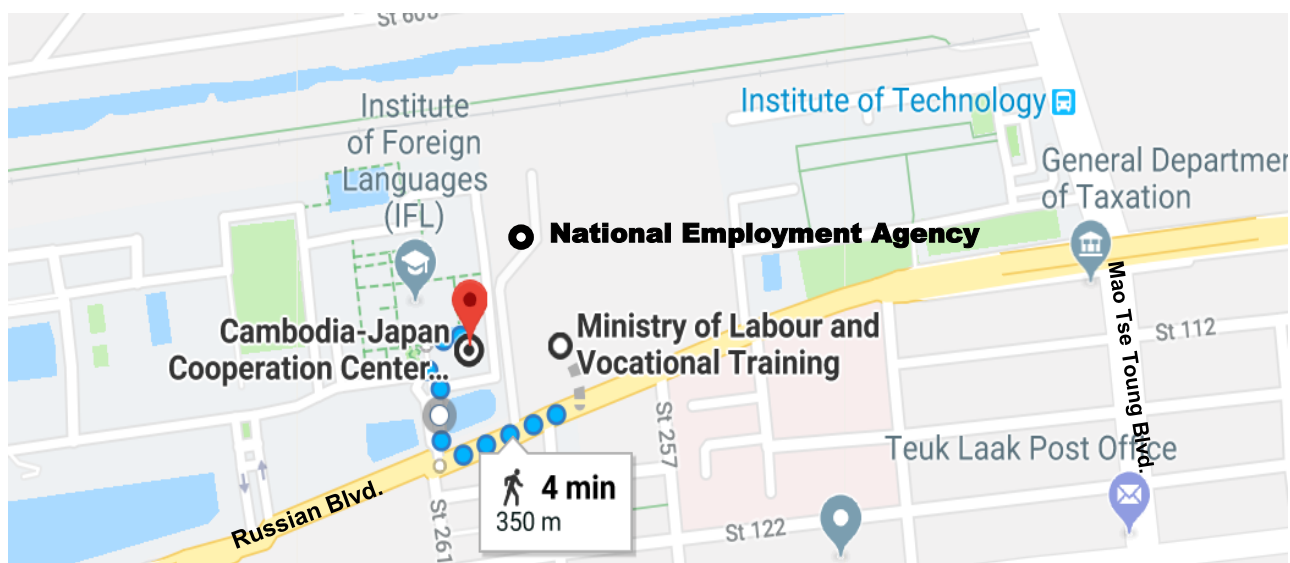 St 608
Institute
of Foreign
Languages
(IFL)
Institute of Technology
General Departmen
of Taxation
National Employment Agency
Cambodia-Japan
Cooperation Center...
Ministry of Labour and
Vocational Training
Mao Tse Toung Blvd.
St 112
St 257
Teuk Laak Post Office
4 min
350 m
Russian Blvd.
St 261
St 122